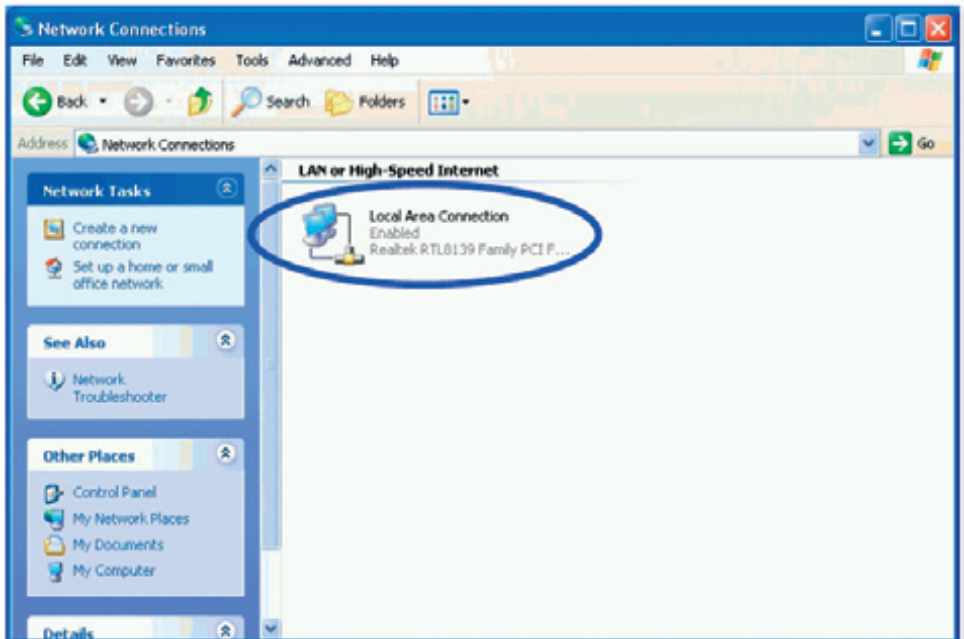 Network Connections
File Edit View Favorites Tools Advanced Help
Back Search Folders
Address Network Connections Go
Network Tasks
Create a new
connection
Set up a home or small
office network
See Also
Network
Troubleshooter
Other Places
Control Panel
My Network Places
My Documents
My Computer
Details
LAN or High-Speed Internet
Local Area Connection
Enabled
Realtek RTL8139 Family PCI F...